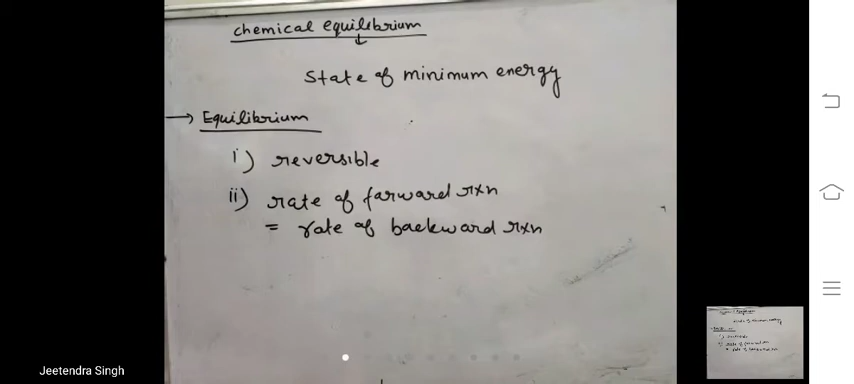 chemical equilibrium
State of minimum energy
→ Equilibrium
i) reversible
ii) rate of farward rxn
= rate of backward rxn
Jeetendra Singh